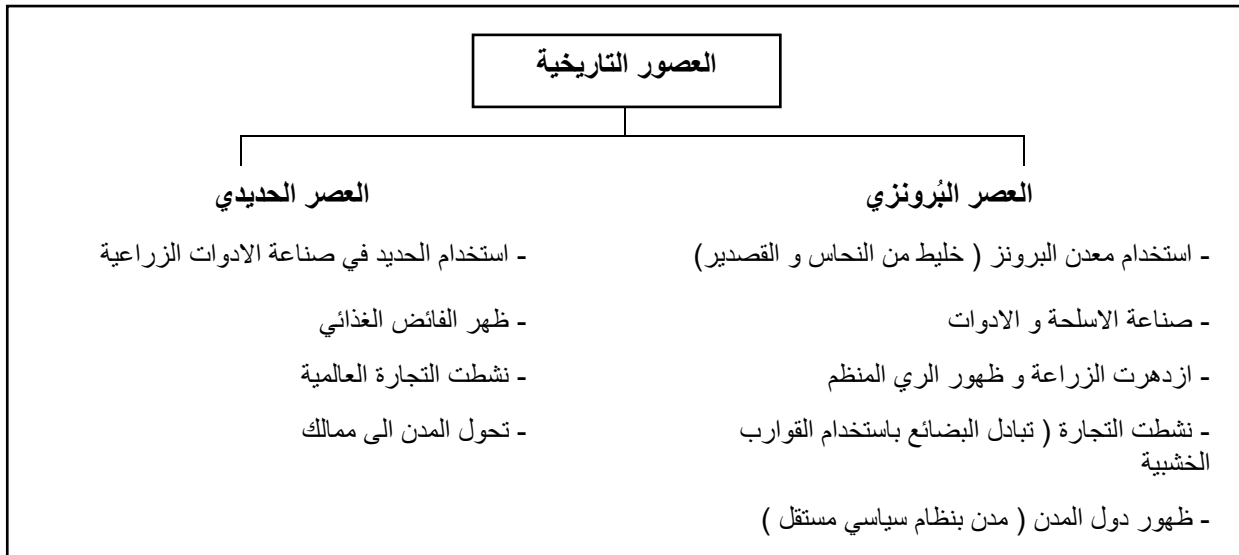 العصور التاريخية
العصر البُرونزي
- استخدام معدن البرونز ( خليط من النحاس و القصدير)
- صناعة الاسلحة و الادوات
- ازدهرت الزراعة و ظهور الري المنظم
- نشطت التجارة ( تبادل البضائع باستخدام القوارب
الخشبية
- ظهور دول المدن ( مدن بنظام سياسي مستقل )
العصر الحديدي
- استخدام الحديد في صناعة الادوات الزراعية
- ظهر الفائض الغذائي
- نشطت التجارة العالمية
- تحول المدن الى ممالك